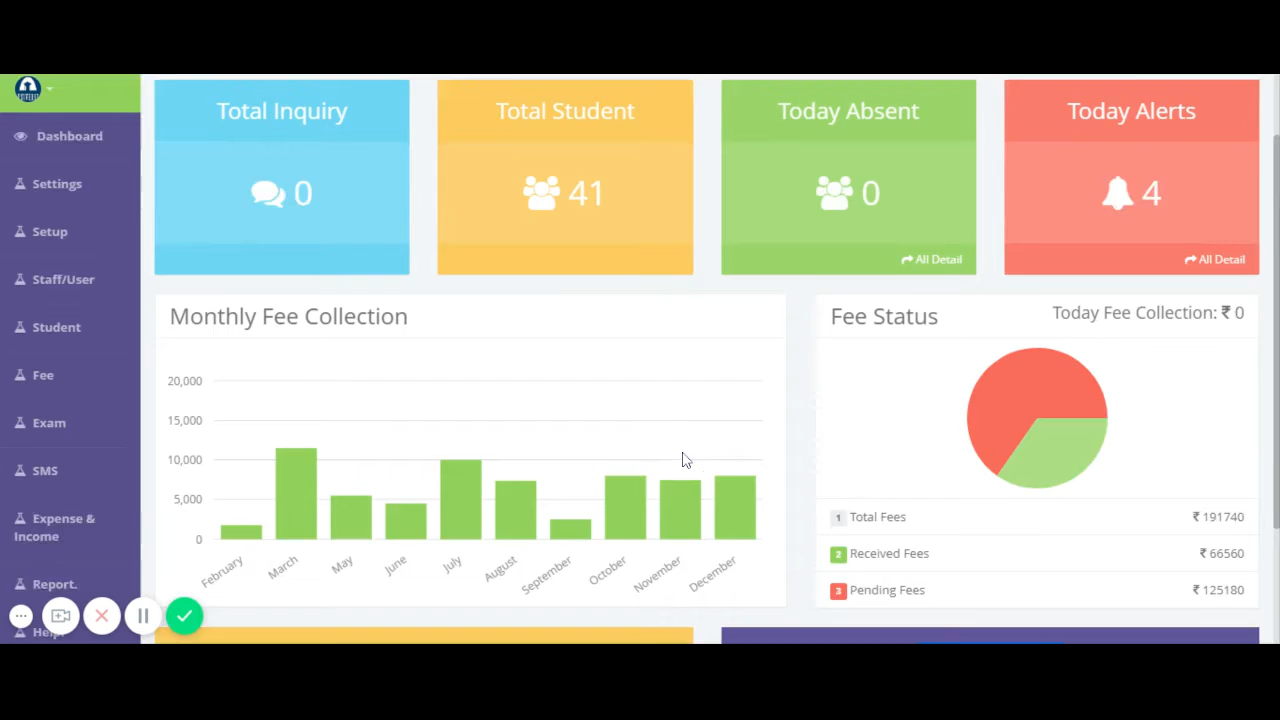 Dashboard
Settings
Setup
Staff/User
Student
Fee
Exam
SMS
Expense &
Income
Report.
Total Inquiry
0
Total Student
41
Today Absent
0
All Detail
Today Alerts
4
All Detail
Monthly Fee Collection
20,000
15,000
10,000
5,000
0
February
March
May
June
July
August
September
October
November
December
Fee Status
Today Fee Collection: ₹ 0
1 Total Fees ₹ 191740
2 Received Fees ₹ 66560
3 Pending Fees ₹ 125180